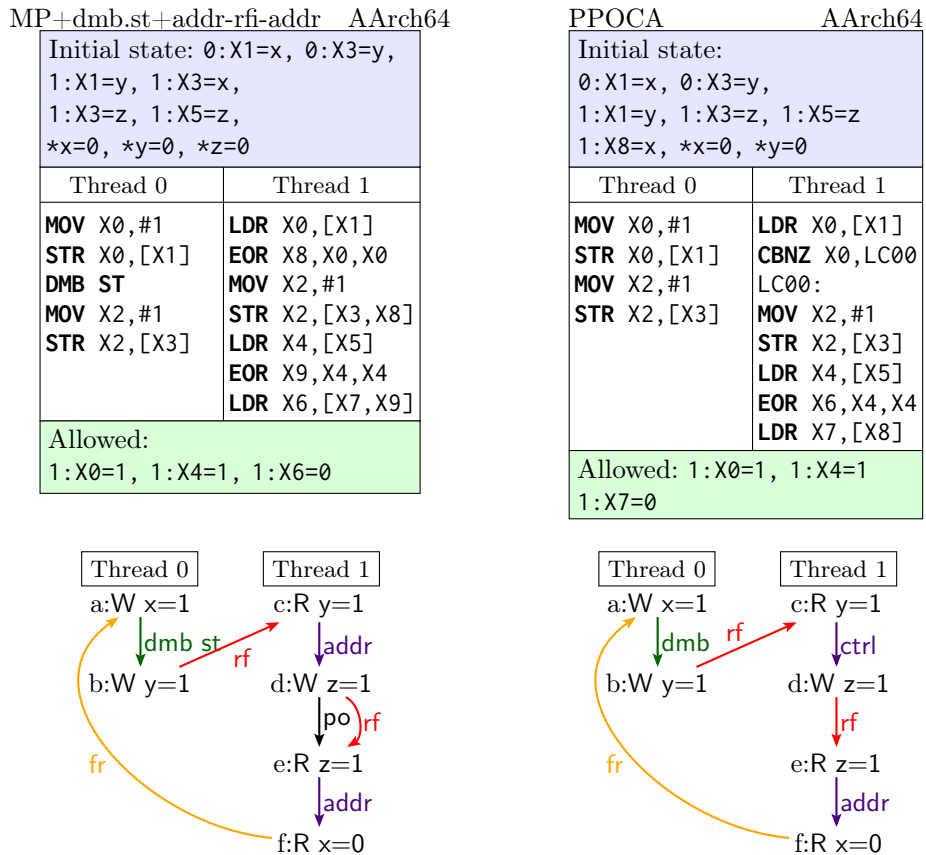 MP+dmb.st+addr-rfi-addr AArch64
Initial state: 0:X1=x, 0:X3=y,
1:X1=y, 1:X3=x,
1:X3=z, 1:X5=z,
*x=0, *y=0, *z=0
Thread 0 Thread 1
MOV X0,#1 LDR X0,[X1]
STR X0,[X1] EOR X8,X0,X0
DMB ST MOV X2,#1
MOV X2,#1 STR X2,[X3,X8]
STR X2,[X3] LDR X4,[X5]
EOR X9,X4,X4
LDR X6,[X7,X9]
Allowed:
1:X0=1, 1:X4=1, 1:X6=0
Thread 0 Thread 1
a:W x=1 c:R y=1
dmb st rf addr
b:W y=1 d:W z=1
po rf
fr e:R z=1
addr
f:R x=0
PPOCA AArch64
Initial state:
0:X1=x, 0:X3=y,
1:X1=y, 1:X3=z, 1:X5=z
1:X8=x, *x=0, *y=0
Thread 0 Thread 1
MOV X0,#1 LDR X0,[X1]
STR X0,[X1] CBNZ X0,LC00
MOV X2,#1 LC00:
STR X2,[X3] MOV X2,#1
STR X2,[X3]
LDR X4,[X5]
EOR X6,X4,X4
LDR X7,[X8]
Allowed: 1:X0=1, 1:X4=1
1:X7=0
Thread 0 Thread 1
a:W x=1 c:R y=1
dmb rf ctrl
b:W y=1 d:W z=1
rf
fr e:R z=1
addr
f:R x=0